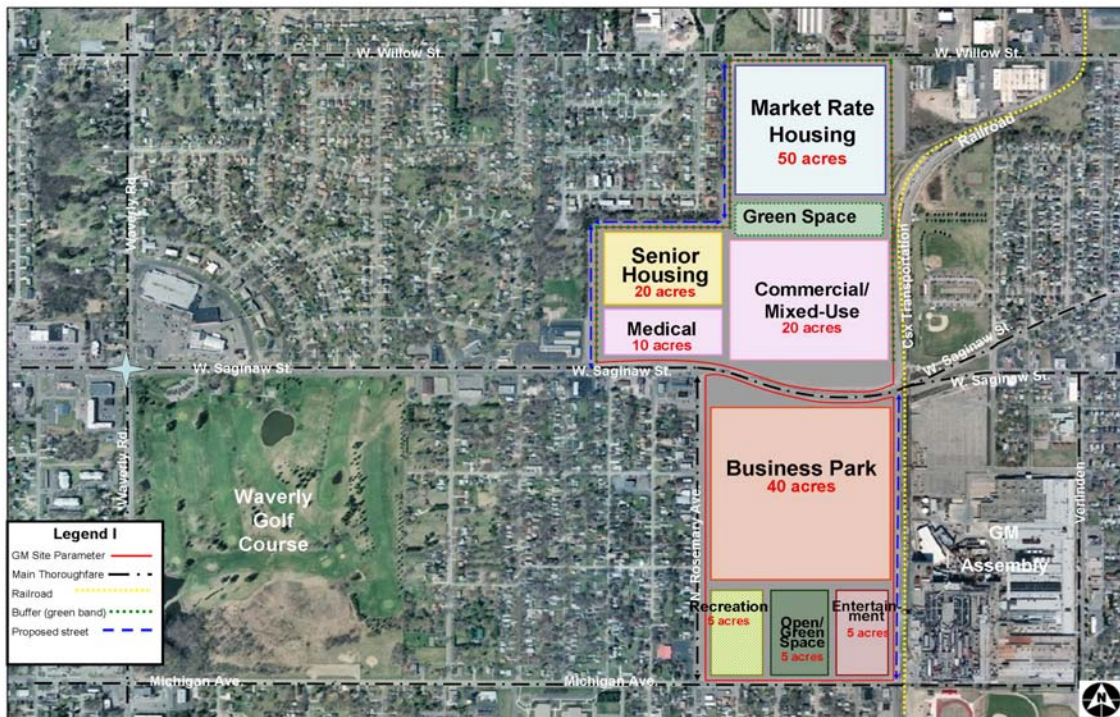 W. Willow St.
W. Willow St.
Market Rate
Housing
50 acres
Railroad
Waverly Rd.
Green Space
Senior
Housing
20 acres
Commercial/
Mixed-Use
20 acres
Csx Transportation
Medical
10 acres
W. Saginaw St.
W. Saginaw St.
W. Saginaw St.
W. Saginaw St.
Waverly Rd.
Business Park
40 acres
Waverly
Golf
Course
N. Rosemary Ave.
Verlinden
GM
Assembly
Legend I
GM Site Parameter
Main Thoroughfare
Railroad
Buffer (green band)
Proposed street
Recreation
5 acres
Open/
Green
Space
5 acres
Entertain-
ment
5 acres
Michigan Ave.
Michigan Ave.
N